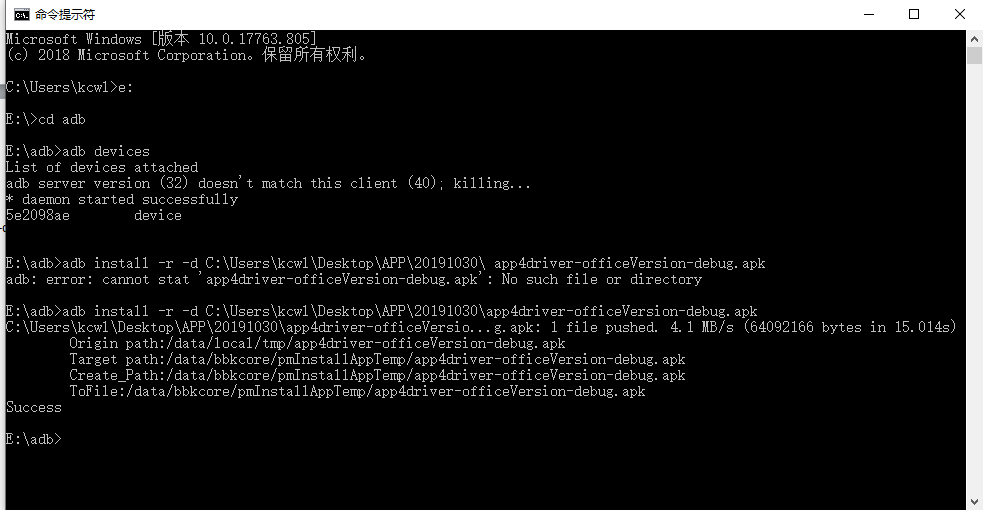 命令提示符
Microsoft Windows [版本 10.0.17763.805]
(c) 2018 Microsoft Corporation。保留所有权利。
C:\Users\kcwl>e:
E:\>cd adb
E:\adb>adb devices
List of devices attached
adb server version (32) doesn't match this client (40); killing...
* daemon started successfully
5e2098ae        device
E:\adb>adb install -r -d C:\Users\kcwl\Desktop\APP\20191030\ app4driver-officeVersion-debug.apk
adb: error: cannot stat 'app4driver-officeVersion-debug.apk': No such file or directory
E:\adb>adb install -r -d C:\Users\kcwl\Desktop\APP\20191030\app4driver-officeVersion-debug.apk
C:\Users\kcwl\Desktop\APP\20191030\app4driver-officeVersio...g.apk: 1 file pushed. 4.1 MB/s (64092166 bytes in 15.014s)
        Origin path:/data/local/tmp/app4driver-officeVersion-debug.apk
        Target path:/data/bbkcore/pmInstallAppTemp/app4driver-officeVersion-debug.apk
        Create_Path:/data/bbkcore/pmInstallAppTemp/app4driver-officeVersion-debug.apk
        ToFile:/data/bbkcore/pmInstallAppTemp/app4driver-officeVersion-debug.apk
Success
E:\adb>